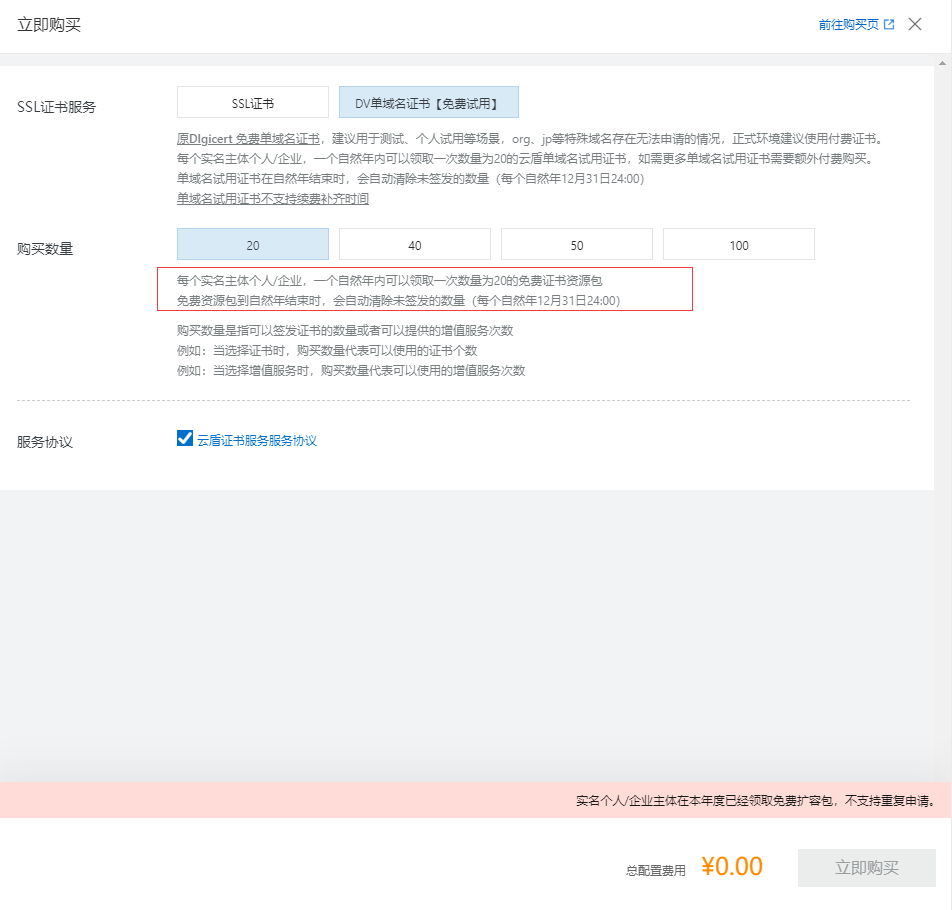 立即购买
前往购买页
SSL证书服务
SSL证书
DV单域名证书【免费试用】
原DIgicert 免费单域名证书，建议用于测试、个人试用等场景，org、jp等特殊域名存在无法申请的情况，正式环境建议使用付费证书。
每个实名主体个人/企业，一个自然年内可以领取一次数量为20的云盾单域名试用证书，如需更多单域名试用证书需要额外付费购买。
单域名试用证书在自然年结束时，会自动清除未签发的数量（每个自然年12月31日24:00）
单域名试用证书不支持续费补齐时间
购买数量
20
40
50
100
每个实名主体个人/企业，一个自然年内可以领取一次数量为20的免费证书资源包
免费资源包到自然年结束时，会自动清除未签发的数量（每个自然年12月31日24:00）
购买数量是指可以签发证书的数量或者可以提供的增值服务次数
例如：当选择证书时，购买数量代表可以使用的证书个数
例如：当选择增值服务时，购买数量代表可以使用的增值服务次数
服务协议
云盾证书服务服务协议
实名个人/企业主体在本年度已经领取免费扩容包，不支持重复申请。
总配置费用
¥0.00
立即购买